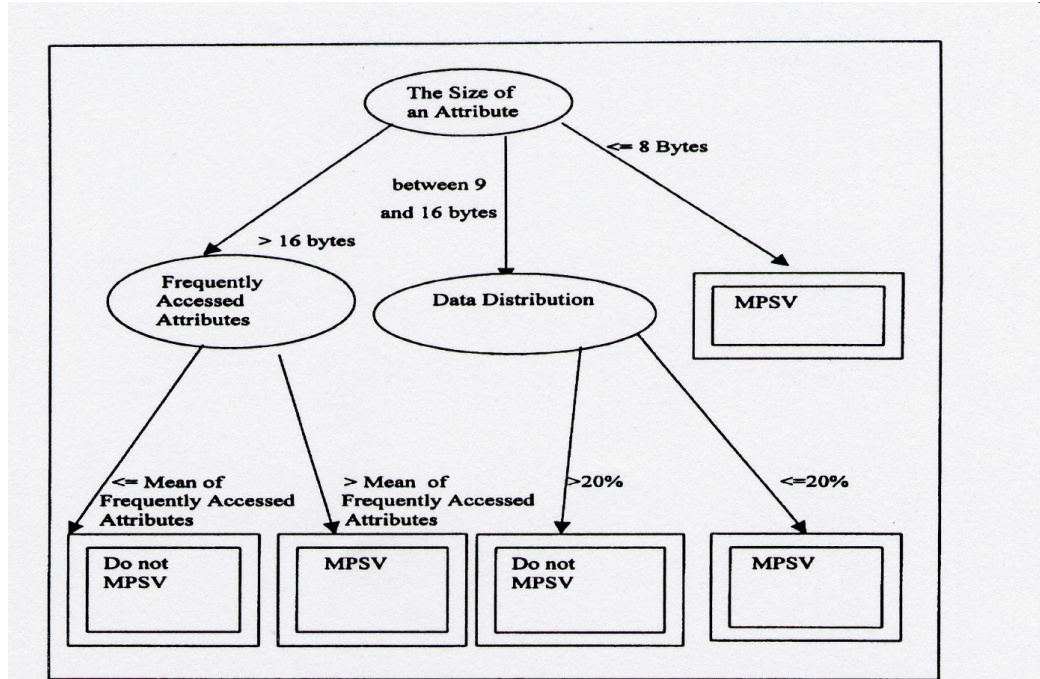 The Size of
an Attribute
<= 8 Bytes
between 9
and 16 bytes
> 16 bytes
Frequently
Accessed
Attributes
Data Distribution
MPSV
<= Mean of
Frequently Accessed
Attributes
> Mean of
Frequently Accessed
Attributes
>20%
<=20%
Do not
MPSV
MPSV
Do not
MPSV
MPSV